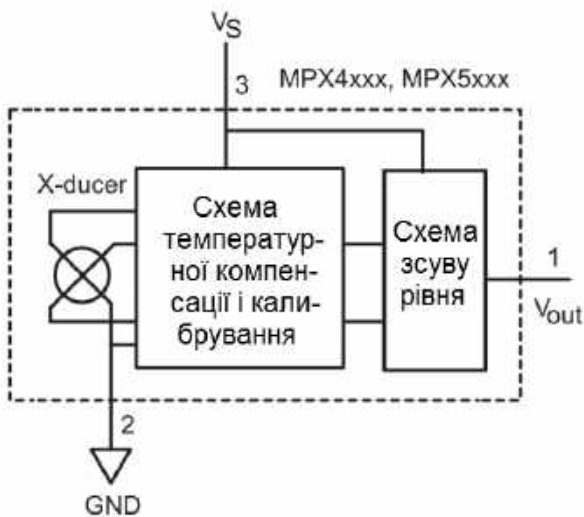 VS
3
MPX4xxx, MPX5xxx
X-ducer
Схема
температур-
ної компен-
сації і кали-
брування
Схема
зсуву
рівня
1
Vout
2
GND